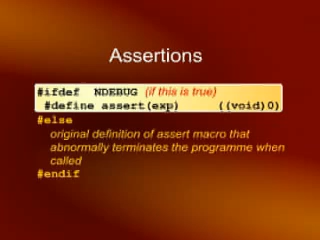 Assertions
#ifdef NDEBUG (if this is true)
#define assert(exp) ((void)0)
#else
original definition of assert macro that
abnormally terminates the programme when
called
#endif